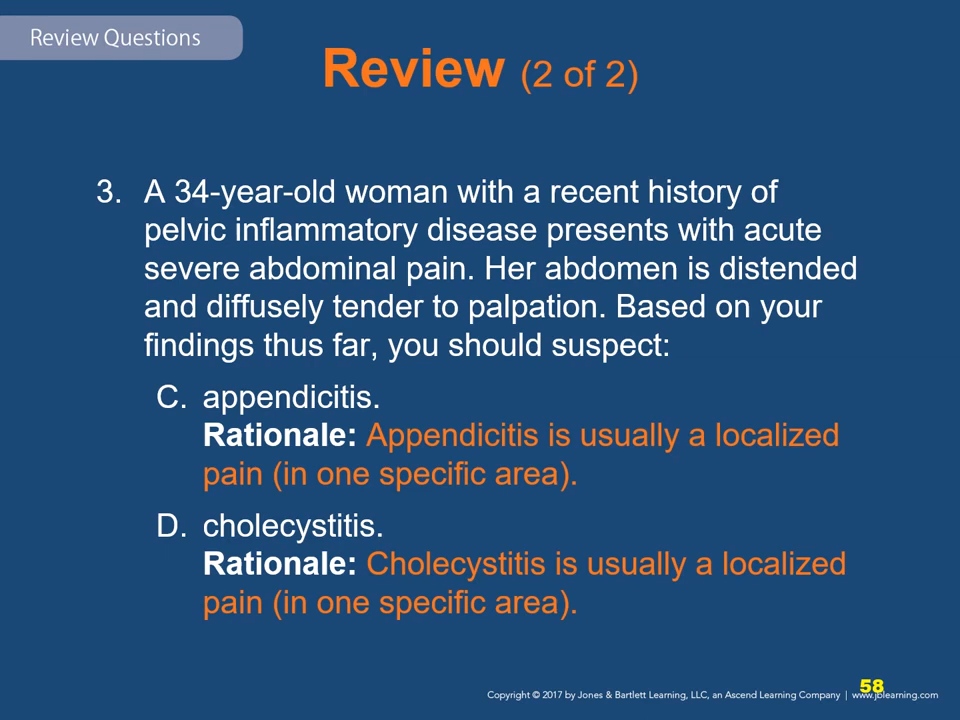 Review Questions
Review (2 of 2)
3. A 34-year-old woman with a recent history of
pelvic inflammatory disease presents with acute
severe abdominal pain. Her abdomen is distended
and diffusely tender to palpation. Based on your
findings thus far, you should suspect:
C. appendicitis.
Rationale: Appendicitis is usually a localized
pain (in one specific area).
D. cholecystitis.
Rationale: Cholecystitis is usually a localized
pain (in one specific area).
58
Copyright © 2017 by Jones & Bartlett Learning, LLC, an Ascend Learning Company | www.jblearning.com